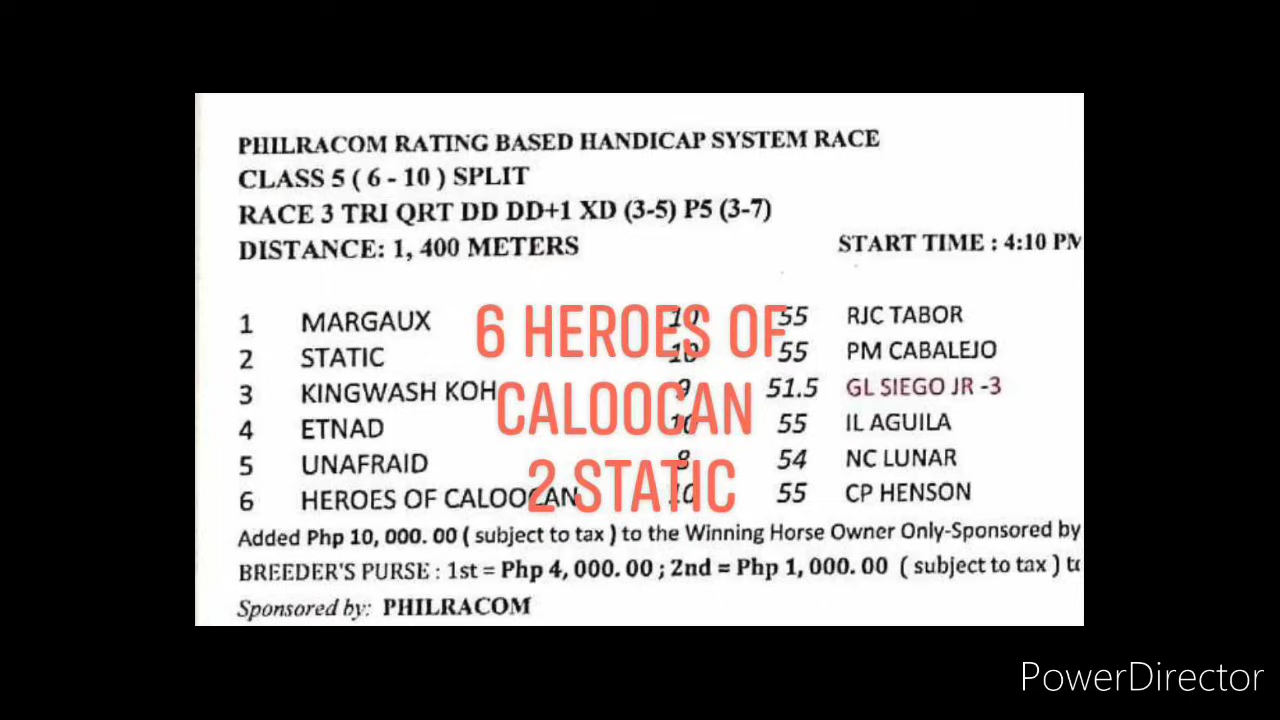 PHILRACOM RATING BASED HANDICAP SYSTEM RACE
CLASS 5 ( 6 - 10 ) SPLIT
RACE 3 TRI QRT DD DD+1 XD (3-5) P5 (3-7)
DISTANCE: 1, 400 METERS START TIME : 4:10 PM
1 MARGAUX 10 55 RJC TABOR
2 STATIC 10 55 PM CABALEJO
3 KINGWASH KOH 9 51.5 GL SIEGO JR -3
4 ETNAD 10 55 IL AGUILA
5 UNAFRAID 54 NC LUNAR
6 HEROES OF CALOOCAN 10 55 CP HENSON
6 HEROES OF
CALOOCAN
2 STATIC
Added Php 10, 000. 00 ( subject to tax ) to the Winning Horse Owner Only-Sponsored by
BREEDER'S PURSE : 1st = Php 4, 000. 00 ; 2nd = Php 1, 000. 00 ( subject to tax )
Sponsored by: PHILRACOM
PowerDirector